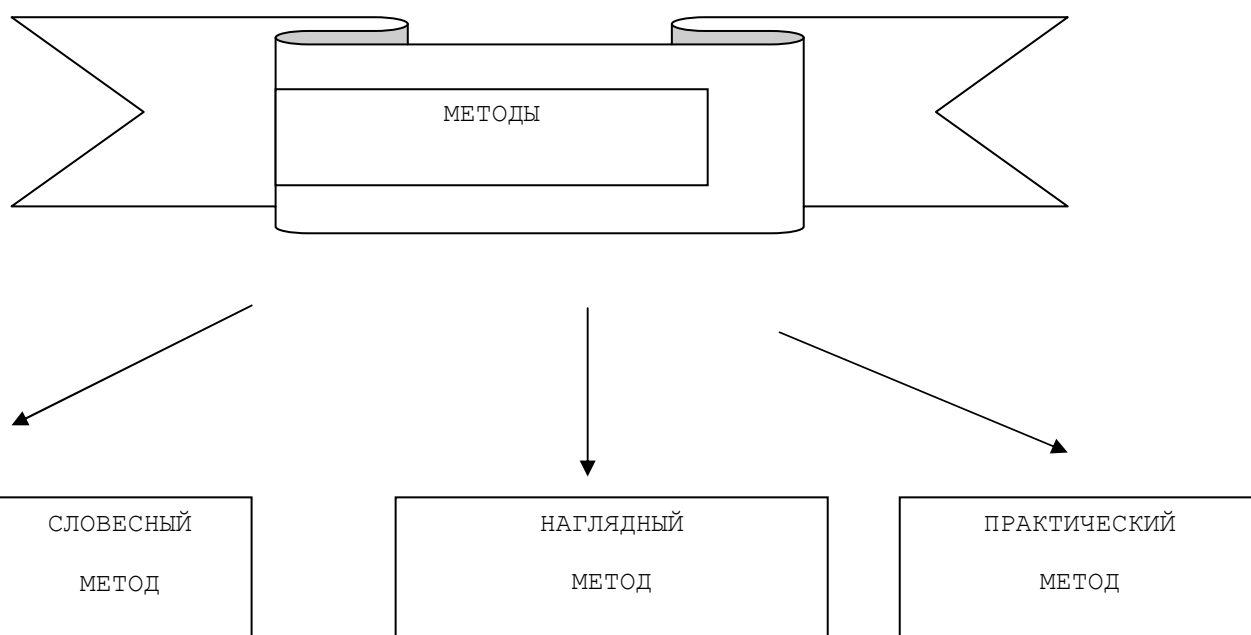 МЕТОДЫ
СЛОВЕСНЫЙ
МЕТОД
НАГЛЯДНЫЙ
МЕТОД
ПРАКТИЧЕСКИЙ
МЕТОД